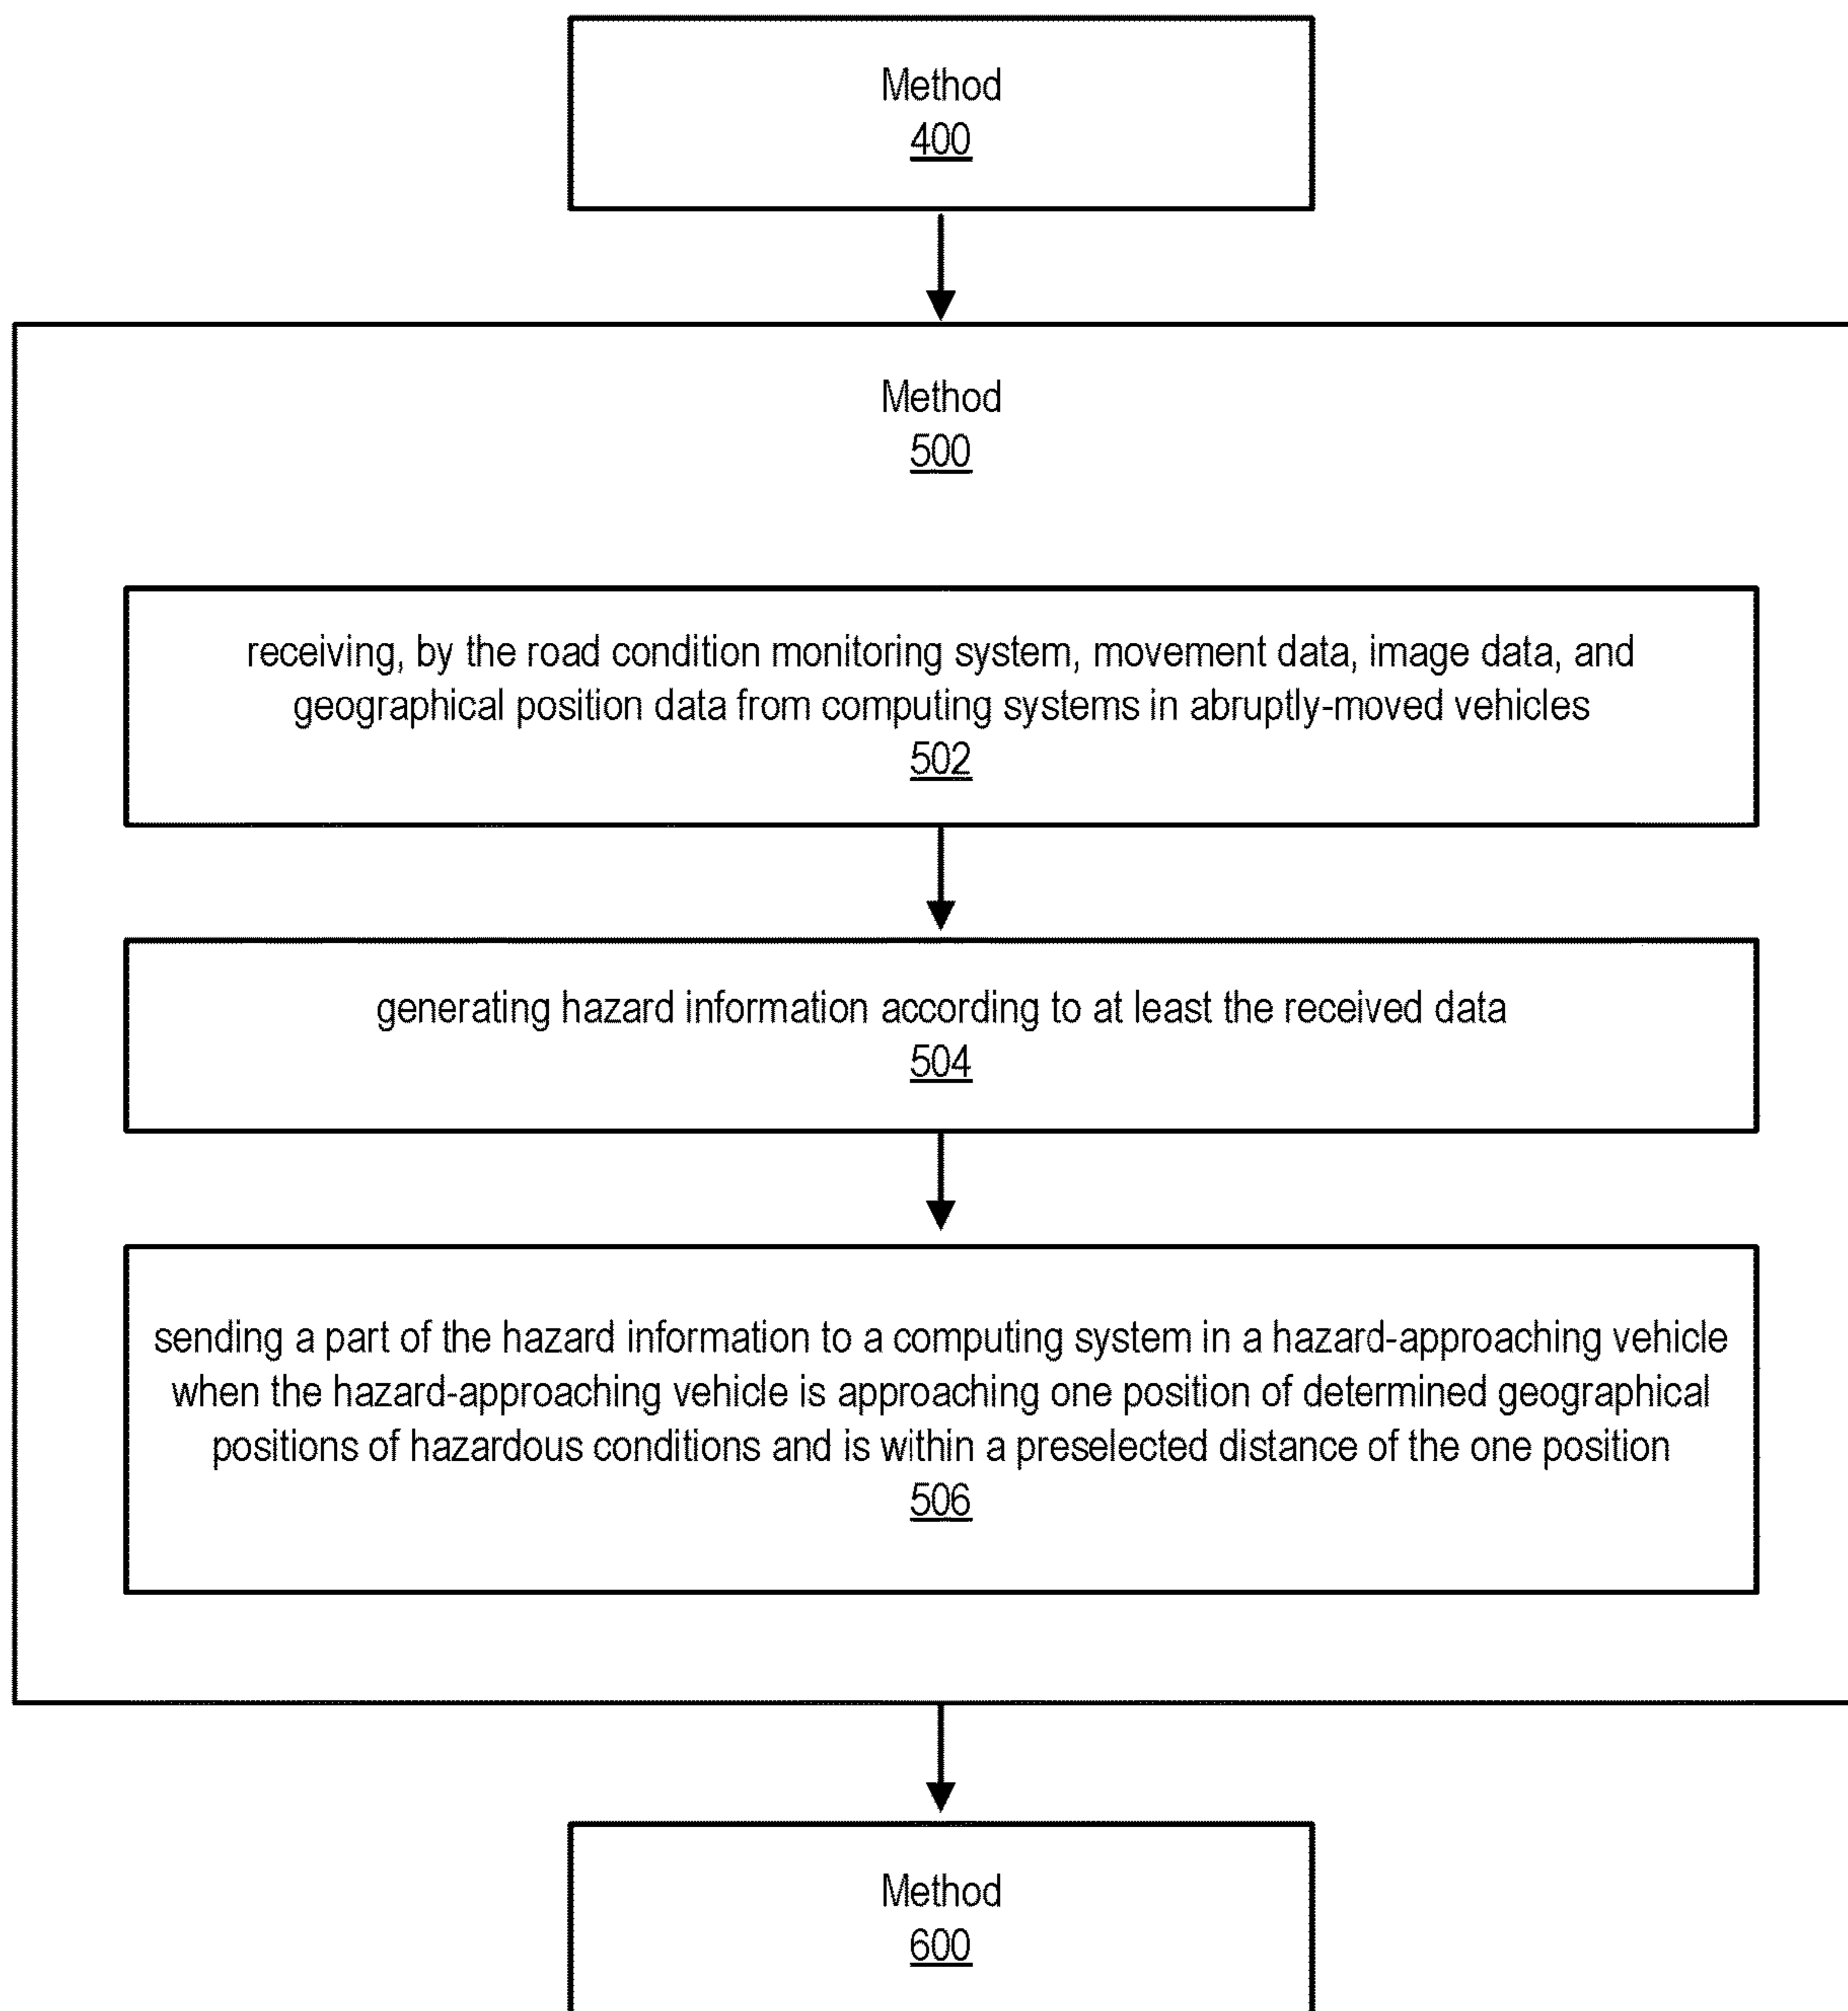 Method
400
Method
500
receiving, by the road condition monitoring system, movement data, image data, and
geographical position data from computing systems in abruptly-moved vehicles
502
generating hazard information according to at least the received data
504
sending a part of the hazard information to a computing system in a hazard-approaching vehicle
when the hazard-approaching vehicle is approaching one position of determined geographical
positions of hazardous conditions and is within a preselected distance of the one position
506
Method
600